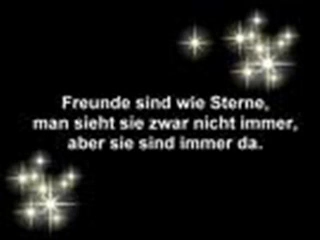 Freunde sind wie Sterne,
man sieht sie zwar nicht immer,
aber sie sind immer da.